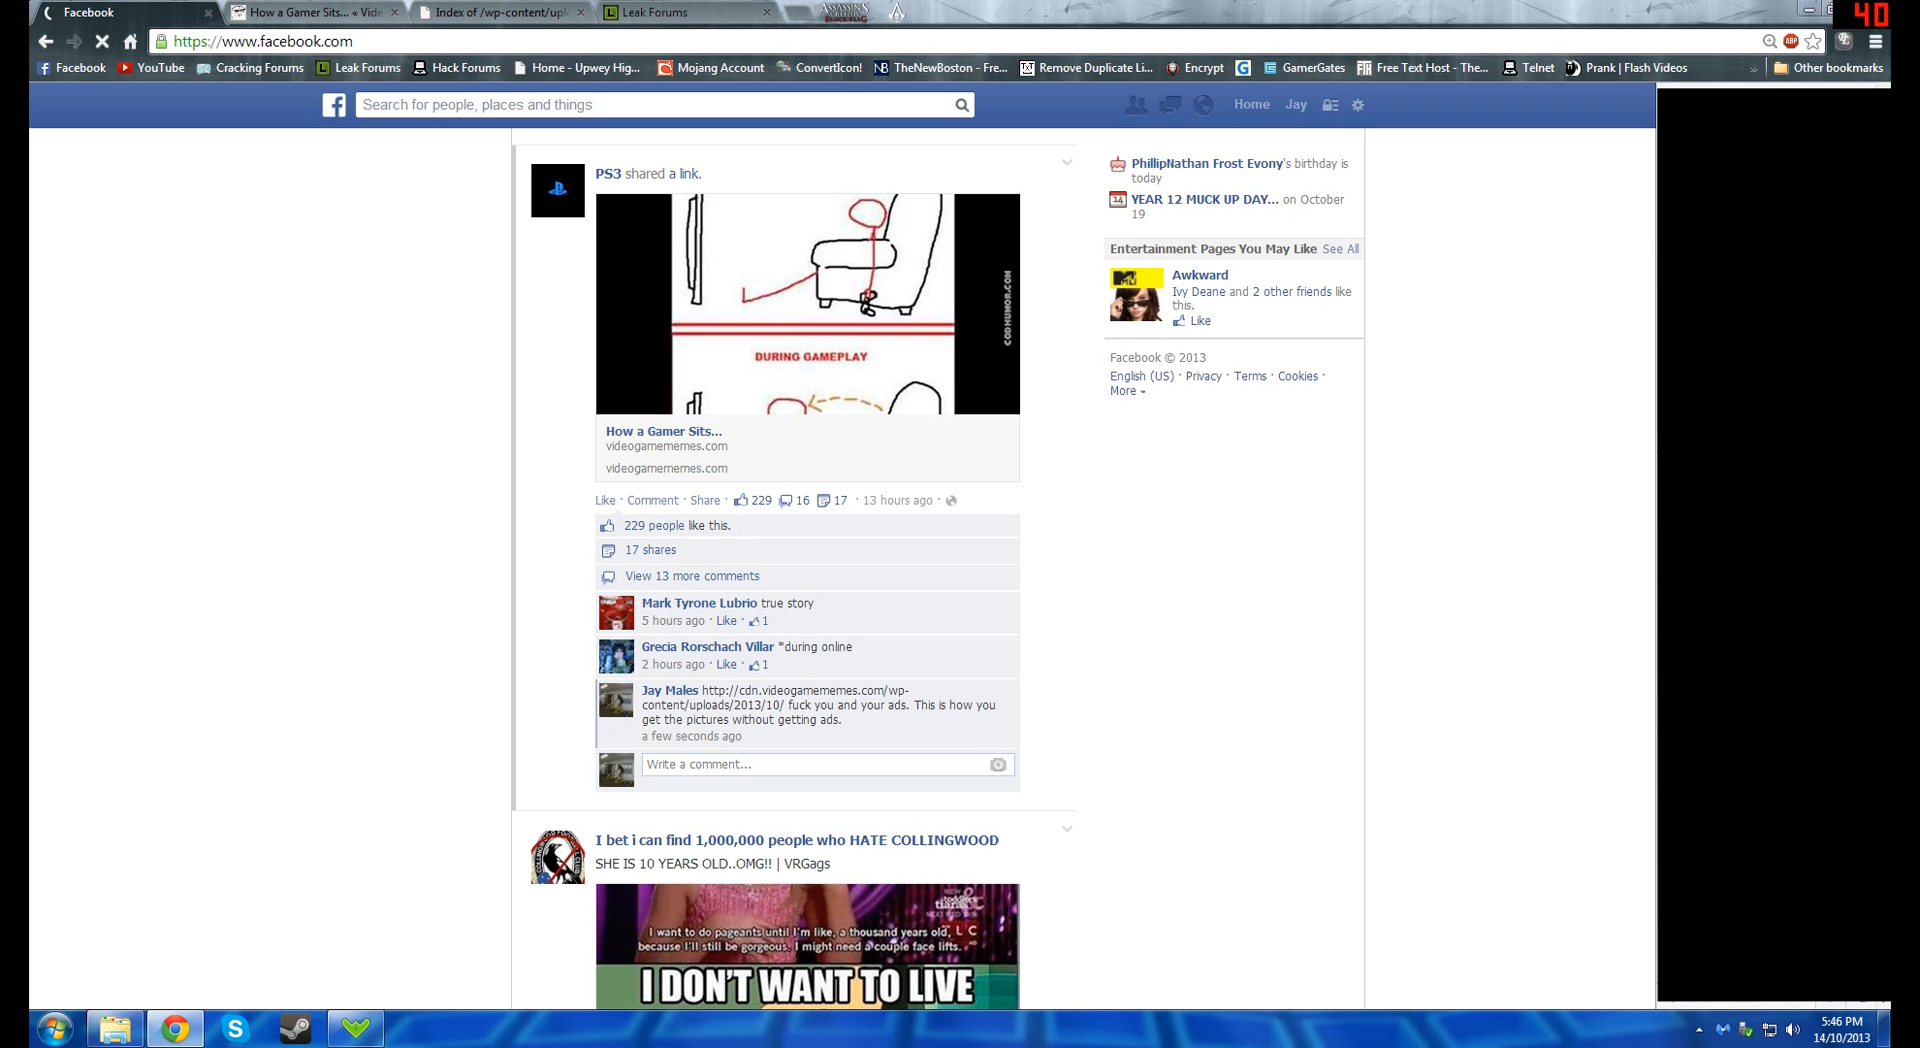 Facebook
How a Gamer Sits... « Vide
Index of /wp-content/upl
Leak Forums
ASSASSIN'S
BLACK FLAG
40
https://www.facebook.com
ABP
Facebook
YouTube
Cracking Forums
Leak Forums
Hack Forums
Home - Upwey Hig...
Mojang Account
ConvertIcon!
TheNewBoston - Fre...
Remove Duplicate Li...
Encrypt
GamerGates
Free Text Host - The...
Telnet
Prank | Flash Videos
»
Other bookmarks
Search for people, places and things
Home
Jay
PS3 shared a link.
CODHUMOR.COM
DURING GAMEPLAY
How a Gamer Sits...
videogamememes.com
videogamememes.com
Like · Comment · Share · 229 16 17 · 13 hours ago ·
229 people like this.
17 shares
View 13 more comments
Mark Tyrone Lubrio true story
5 hours ago · Like · 1
Grecia Rorschach Villar *during online
2 hours ago · Like · 1
Jay Males http://cdn.videogamememes.com/wp-
content/uploads/2013/10/ fuck you and your ads. This is how you
get the pictures without getting ads.
a few seconds ago
Write a comment...
I bet i can find 1,000,000 people who HATE COLLINGWOOD
SHE IS 10 YEARS OLD..OMG!! | VRGags
I want to do pageants until I'm like, a thousand years old,
because I'll still be gorgeous. I might need a couple face lifts.
I DON'T WANT TO LIVE
PhillipNathan Frost Evony's birthday is
today
14
YEAR 12 MUCK UP DAY... on October
19
Entertainment Pages You May Like See All
Awkward
Ivy Deane and 2 other friends like
this.
Like
Facebook © 2013
English (US) · Privacy · Terms · Cookies ·
More
5:46 PM
14/10/2013